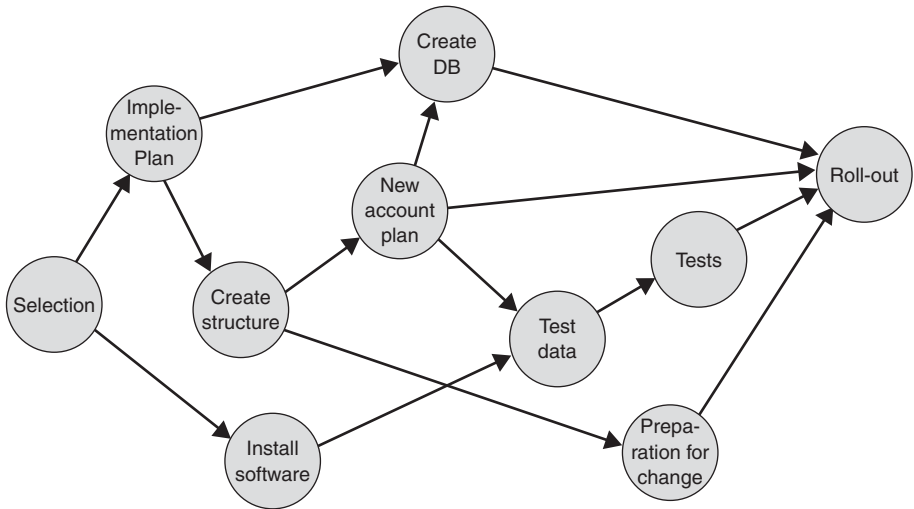 Create
DB
Imple-
mentation
Plan
New
account
plan
Roll-out
Tests
Selection
Create
structure
Test
data
Install
software
Prepa-
ration for
change